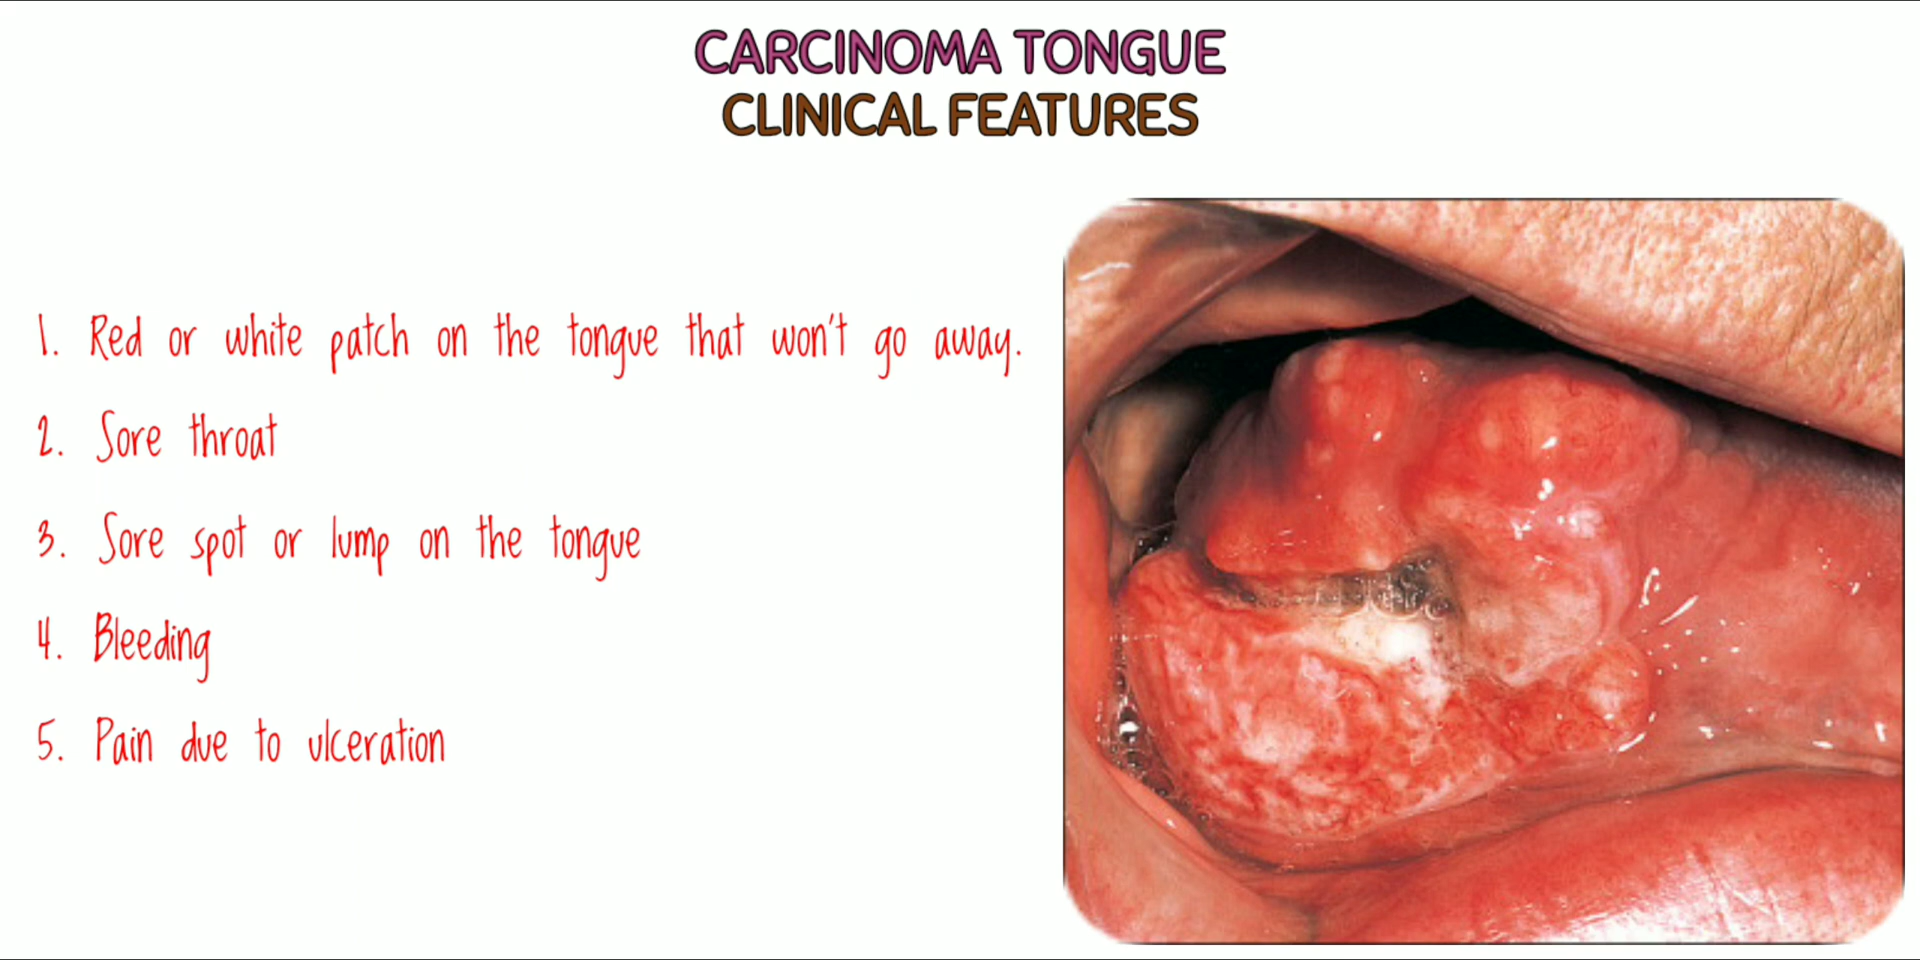 CARCINOMA TONGUE
CLINICAL FEATURES
1. Red or white patch on the tongue that won't go away.
2. Sore throat
3. Sore spot or lump on the tongue
4. Bleeding
5. Pain due to ulceration